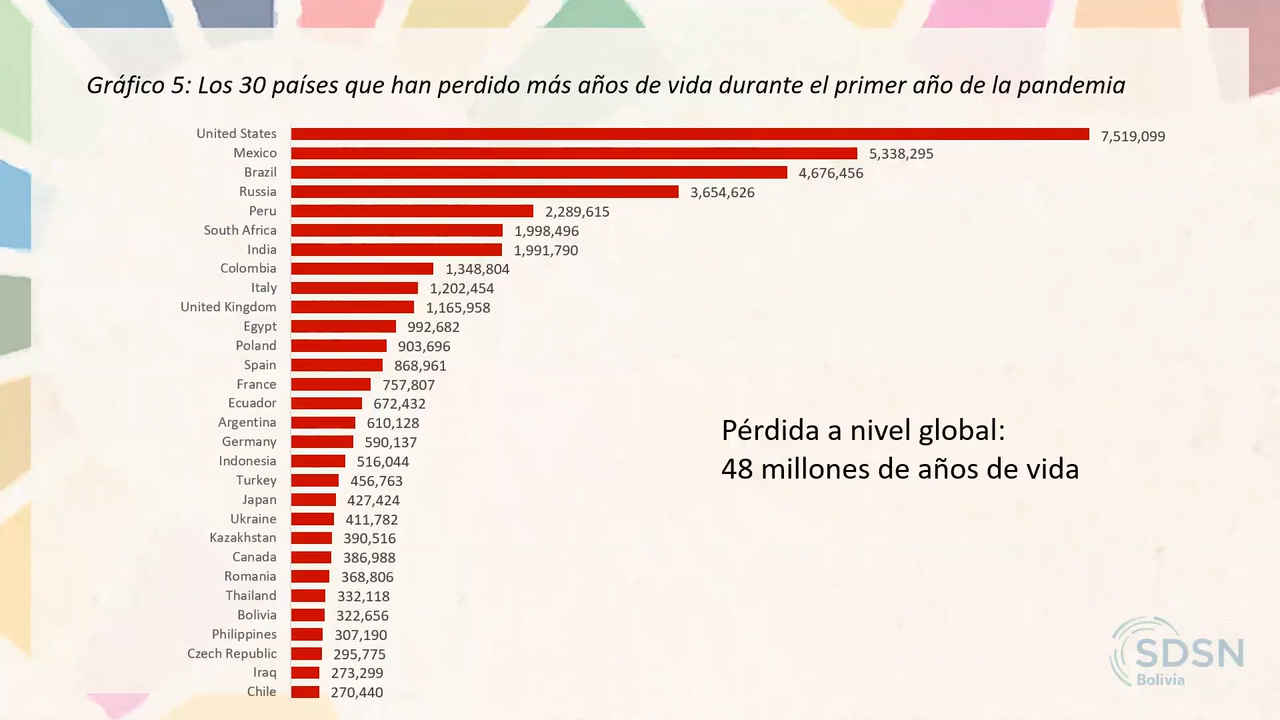 Gráfico 5: Los 30 países que han perdido más años de vida durante el primer año de la pandemia
United States 7,519,099
Mexico 5,338,295
Brazil 4,676,456
Russia 3,654,626
Peru 2,289,615
South Africa 1,998,496
India 1,991,790
Colombia 1,348,804
Italy 1,202,454
United Kingdom 1,165,958
Egypt 992,682
Poland 903,696
Spain 868,961
France 757,807
Ecuador 672,432
Argentina 610,128
Germany 590,137
Indonesia 516,044
Turkey 456,763
Japan 427,424
Ukraine 411,782
Kazakhstan 390,516
Canada 386,988
Romania 368,806
Thailand 332,118
Bolivia 322,656
Philippines 307,190
Czech Republic 295,775
Iraq 273,299
Chile 270,440
Pérdida a nivel global:
48 millones de años de vida
SDSN
Bolivia